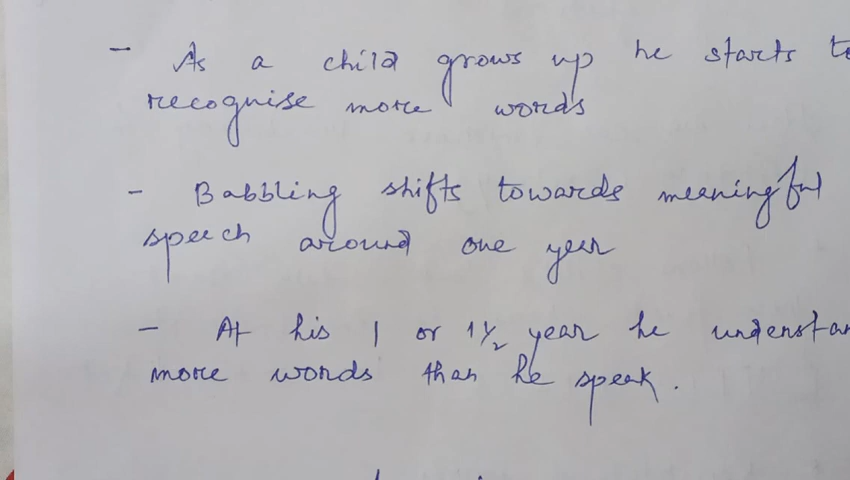 - As a child grows up he starts to
recognise more words
- Babbling shifts towards meaningful
speech around one year
- At his 1 or 1½ year he
more words than he speak.